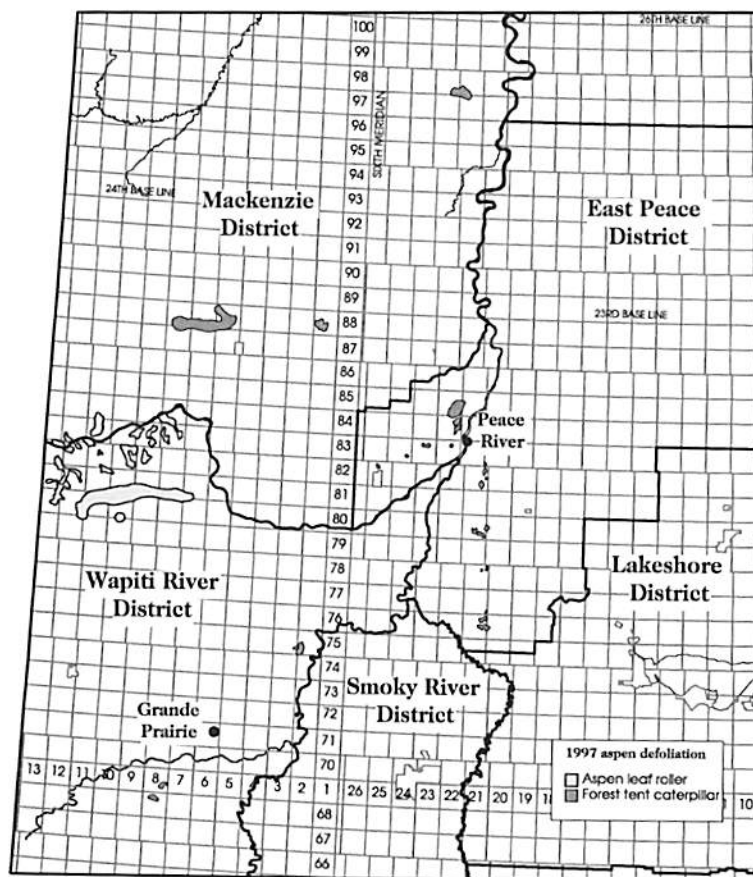 26TH BASE LINE
100
99
98
97
96
95
94
93
92
91
90
89
88
87
86
85
84
83
82
81
80
79
78
77
76
75
74
73
72
71
70
68
67
66
SIXTH MERIDIAN
24TH BASE LINE
Mackenzie
District
East Peace
District
23RD BASE LINE
Peace
River
Wapiti River
District
Lakeshore
District
Smoky River
District
Grande
Prairie
13 12 11 10 9 8 7 6 5 3 2 1 26 25 24 23 22 21 20 19
1997 aspen defoliation
Aspen leaf roller
Forest tent caterpillar